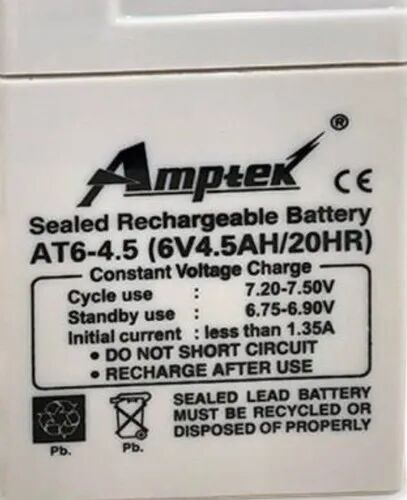 Amptek ®
CE
Sealed Rechargeable Battery
AT6-4.5 (6V4.5AH/20HR)
Constant Voltage Charge
Cycle use : 7.20-7.50V
Standby use : 6.75-6.90V
Initial current : less than 1.35A
• DO NOT SHORT CIRCUIT
• RECHARGE AFTER USE
SEALED LEAD BATTERY
MUST BE RECYCLED OR
DISPOSED OF PROPERLY
Pb. Pb.